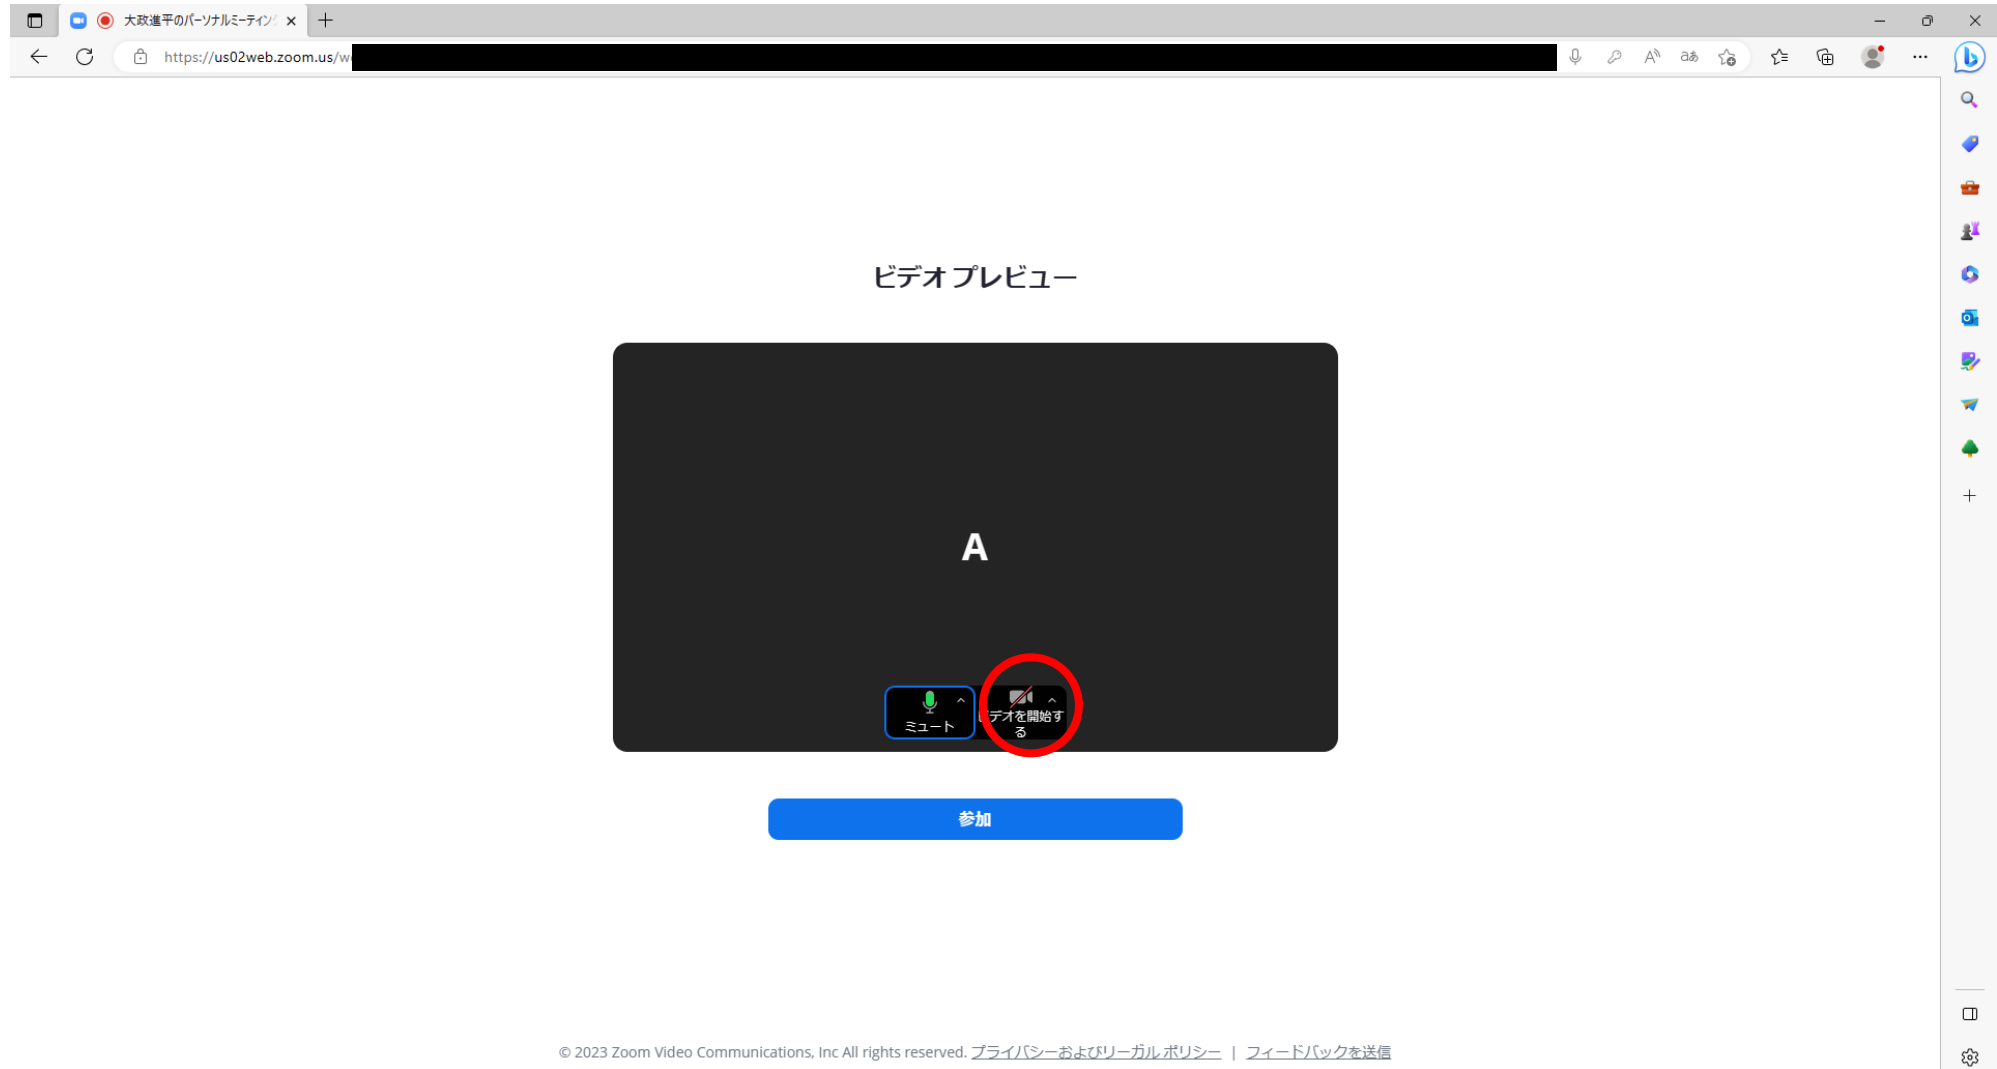 大政進平のパーソナルミーティング
https://us02web.zoom.us/w
ビデオ プレビュー
A
ミュート
ビデオを開始す
る
参加
© 2023 Zoom Video Communications, Inc All rights reserved. プライバシーおよびリーガル ポリシー | フィードバックを送信